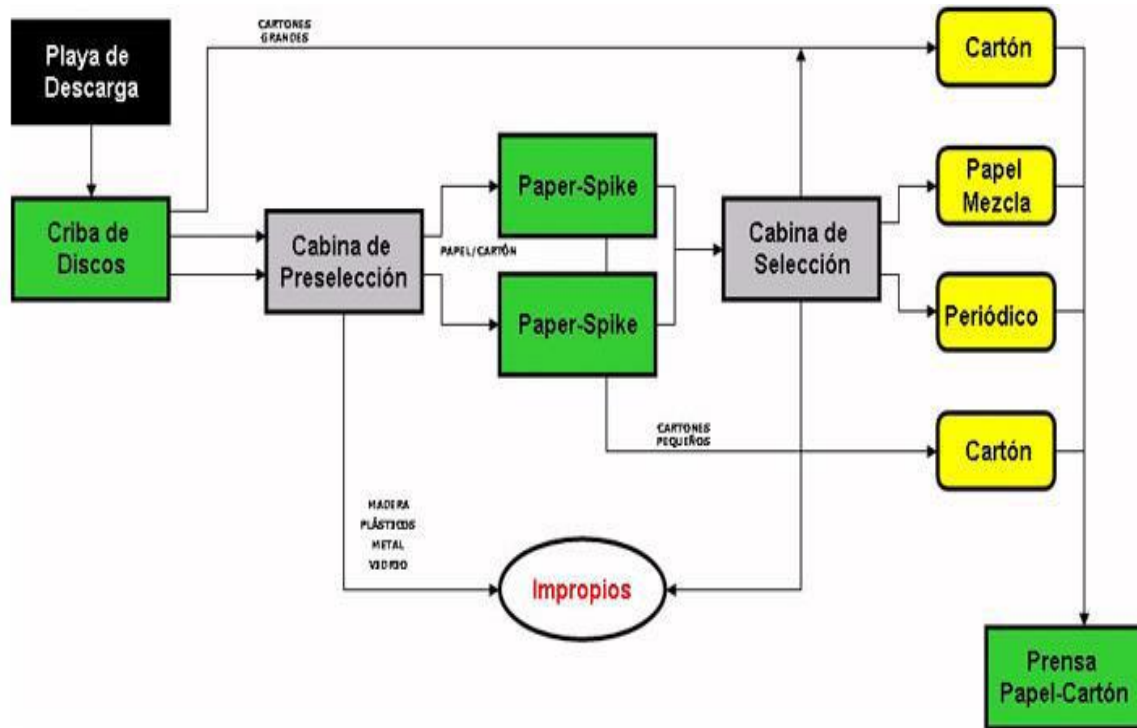 CARTONES
GRANDES
Playa de
Descarga
Cartón
Paper-Spike
Papel
Mezcla
Criba de
Discos
Cabina de
Preselección
PAPEL/CARTÓN
Cabina de
Selección
Paper-Spike
Periódico
CARTONES
PEQUEÑOS
Cartón
MADERA
PLÁSTICOS
METAL
VIDRIO
Impropios
Prensa
Papel-Cartón